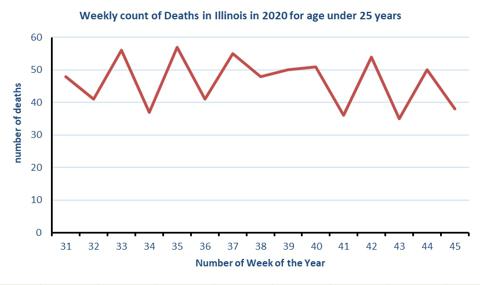 Weekly count of Deaths in Illinois in 2020 for age under 25 years
number of deaths
60
50
40
30
20
10
0
31 32 33 34 35 36 37 38 39 40 41 42 43 44 45
Number of Week of the Year